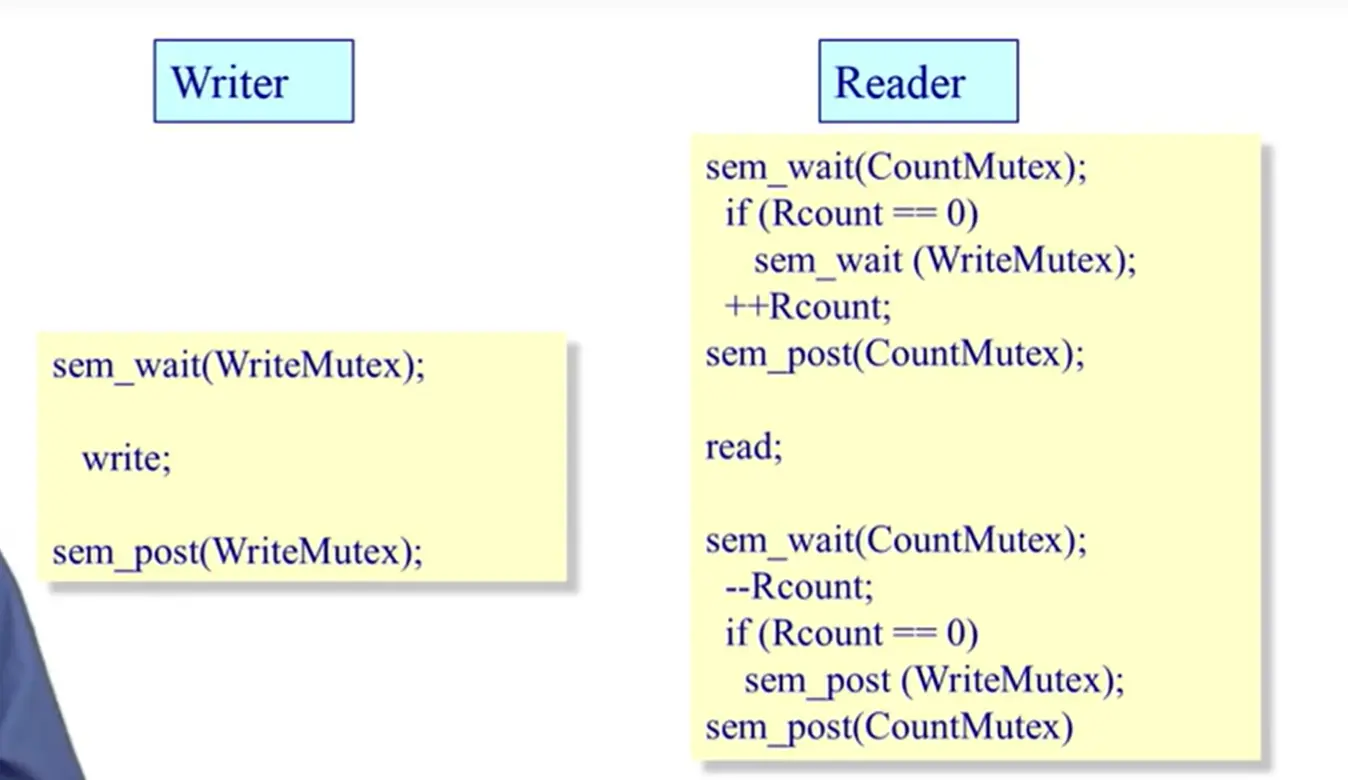 Writer
sem_wait(WriteMutex);
write;
sem_post(WriteMutex);
Reader
sem_wait(CountMutex);
if (Rcount == 0)
sem_wait (WriteMutex);
++Rcount;
sem_post(CountMutex);
read;
sem_wait(CountMutex);
--Rcount;
if (Rcount == 0)
sem_post (WriteMutex);
sem_post(CountMutex)